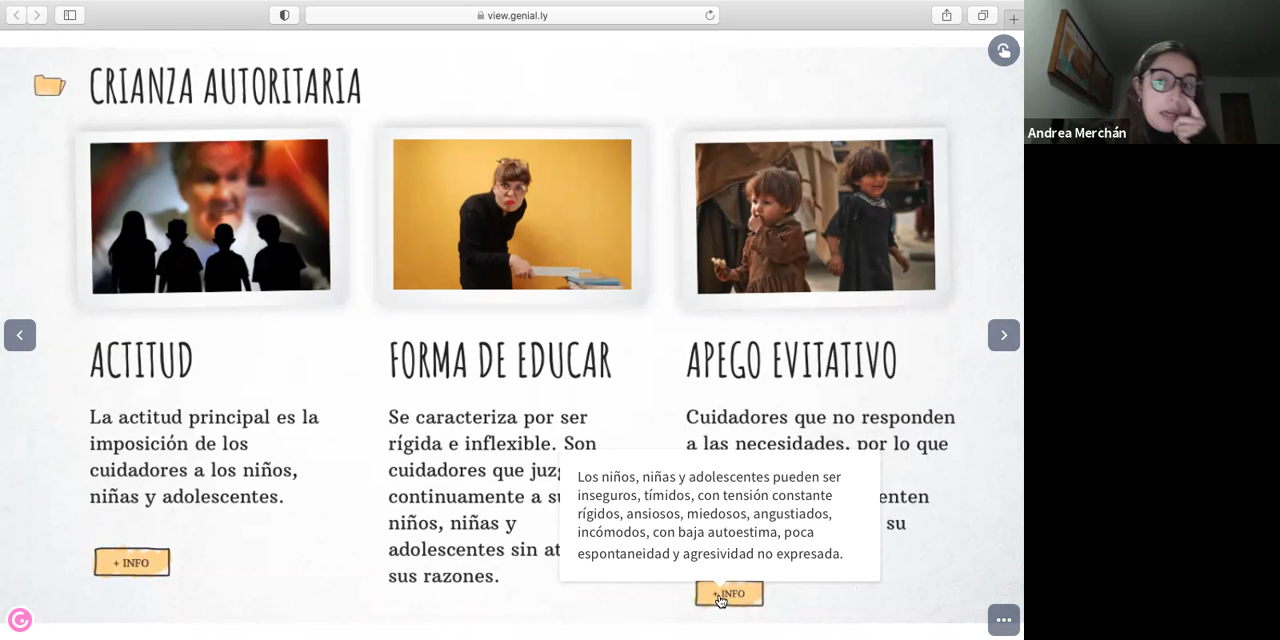 view.genial.ly
CRIANZA AUTORITARIA
Andrea Merchán
ACTITUD
La actitud principal es la
imposición de los
cuidadores a los niños,
niñas y adolescentes.
+ INFO
FORMA DE EDUCAR
Se caracteriza por ser
rígida e inflexible. Son
cuidadores que juz
continuamente a su
niños, niñas y
adolescentes sin at
sus razones.
APEGO EVITATIVO
Cuidadores que no responden
a las necesidades, por lo que
enten
su
Los niños, niñas y adolescentes pueden ser
inseguros, tímidos, con tensión constante
rígidos, ansiosos, miedosos, angustiados,
incómodos, con baja autoestima, poca
espontaneidad y agresividad no expresada.
+ INFO